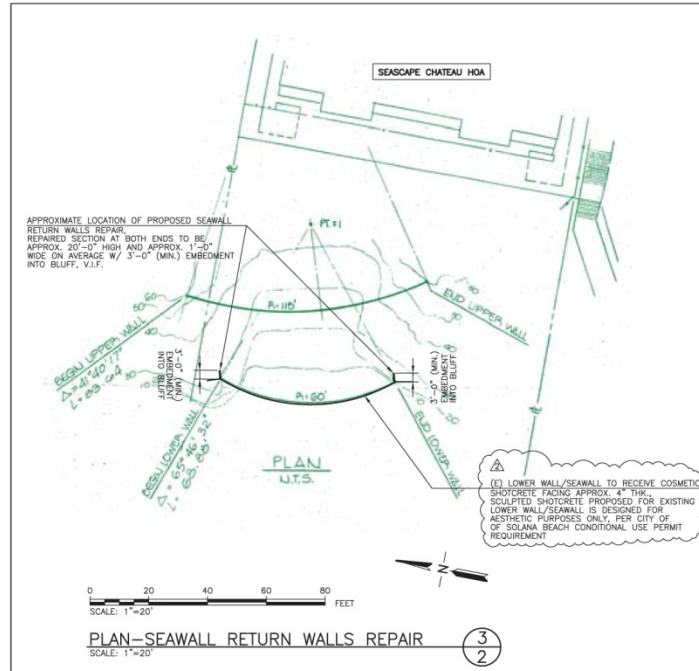 SEASCAPE CHATEAU HOA
APPROXIMATE LOCATION OF PROPOSED SEAWALL
RETURN WALLS REPAIR,
REPAIRED SECTION AT BOTH ENDS TO BE
APPROX. 20'-0" HIGH AND APPROX. 1'-0"
WIDE ON AVERAGE W/ 3'-0" (MIN.) EMBEDMENT
INTO BLUFF, V.I.F.
PT.=1
R=115'
BEGIN UPPER WALL
Δ=41° 40' 17"
END UPPER WALL
3'-0" (MIN.)
EMBEDMENT
INTO BLUFF
3'-0" (MIN.)
EMBEDMENT
INTO BLUFF
R=60'
BEGIN LOWER WALL
Δ=65° 46' 32"
L= 68.88'
END LOWER WALL
PLAN
N.T.S.
2
(E) LOWER WALL/SEAWALL TO RECEIVE COSMETIC
SHOTCRETE FACING APPROX. 4" THK.,
SCULPTED SHOTCRETE PROPOSED FOR EXISTING
LOWER WALL/SEAWALL IS DESIGNED FOR
AESTHETIC PURPOSES ONLY, PER CITY OF
OF SOLANA BEACH CONDITIONAL USE PERMIT
REQUIREMENT
N
0 20 40 60 80
FEET
SCALE: 1"=20'
PLAN-SEAWALL RETURN WALLS REPAIR
SCALE: 1"=20'
3
2